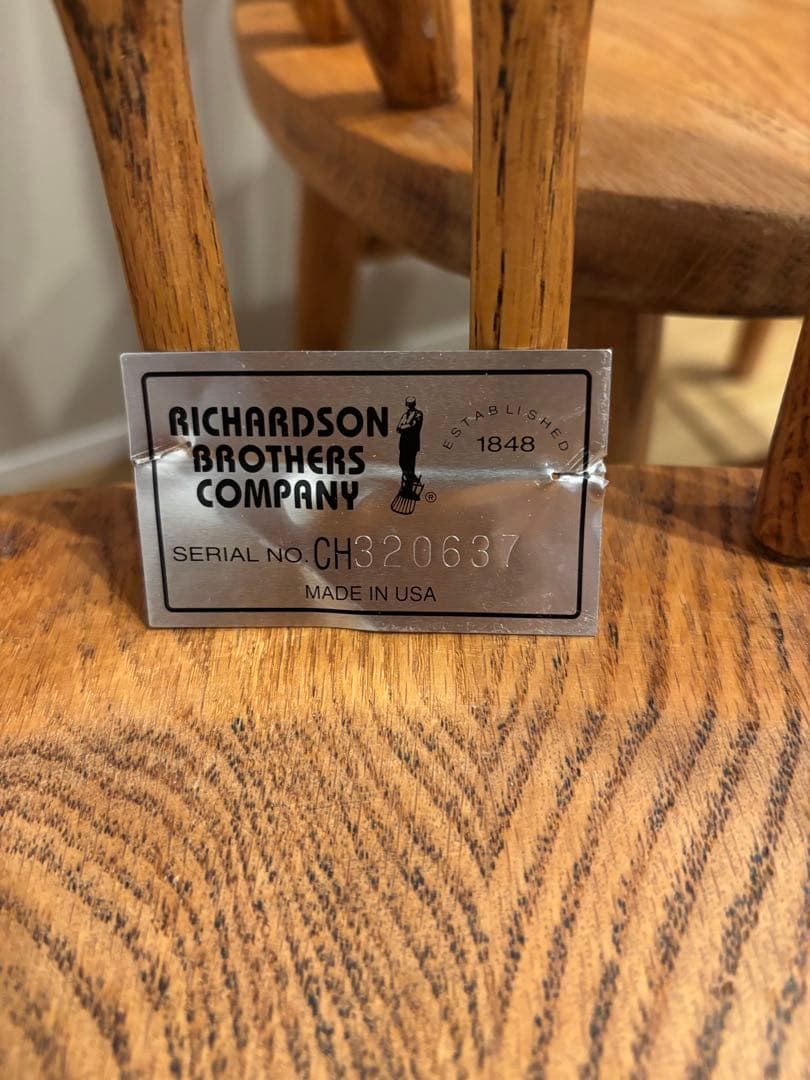 RICHARDSON
BROTHERS
COMPANY
®
ESTABLISHED
1848
SERIAL NO. CH320637
MADE IN USA